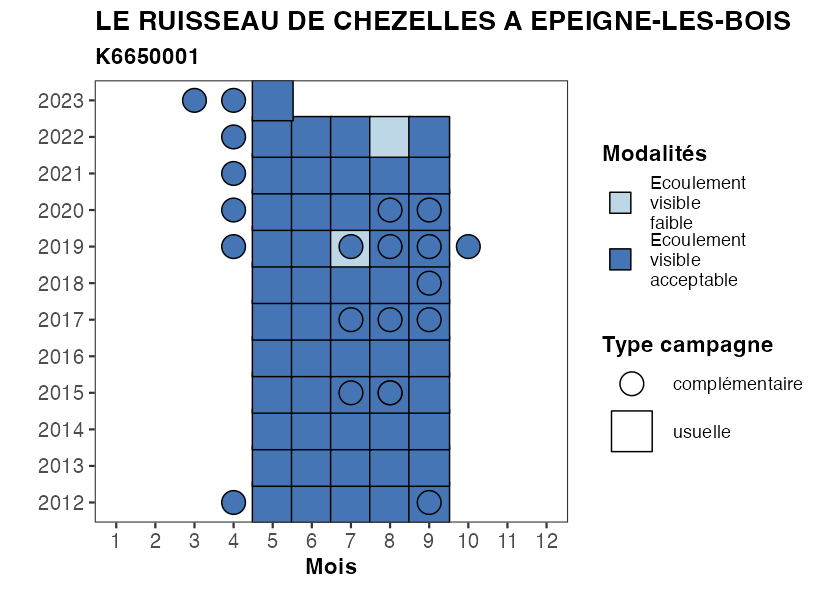 LE RUISSEAU DE CHEZELLES A EPEIGNE-LES-BOIS
K6650001
2023
2022
2021
2020
2019
2018
2017
2016
2015
2014
2013
2012
1 2 3 4 5 6 7 8 9 10 11 12
Mois
Modalités
Ecoulement
visible
faible
Ecoulement
visible
acceptable
Type campagne
complémentaire
usuelle